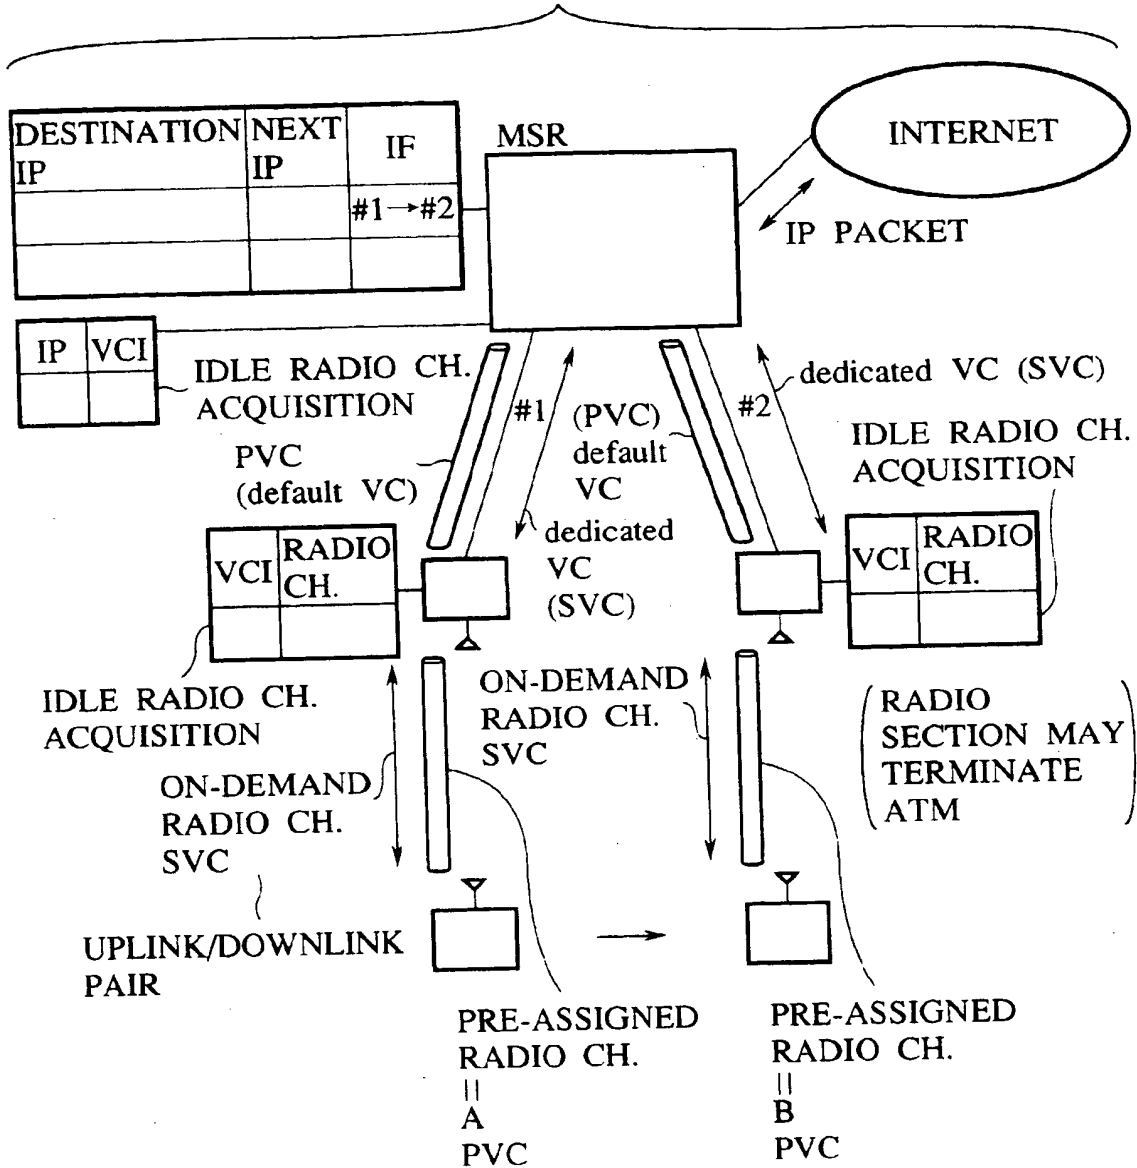 DESTINATION IP
NEXT IP
IF
#1→#2
MSR
INTERNET
IP PACKET
IP
VCI
IDLE RADIO CH.
ACQUISITION
PVC
(default VC)
#1
(PVC)
default
VC
#2
dedicated VC (SVC)
IDLE RADIO CH.
ACQUISITION
dedicated
VC
(SVC)
VCI
RADIO
CH.
VCI
RADIO
CH.
IDLE RADIO CH.
ACQUISITION
ON-DEMAND
RADIO CH.
SVC
ON-DEMAND
RADIO CH.
SVC
(RADIO
SECTION MAY
TERMINATE
ATM)
UPLINK/DOWNLINK
PAIR
PRE-ASSIGNED
RADIO CH.
=
A
PVC
PRE-ASSIGNED
RADIO CH.
=
B
PVC